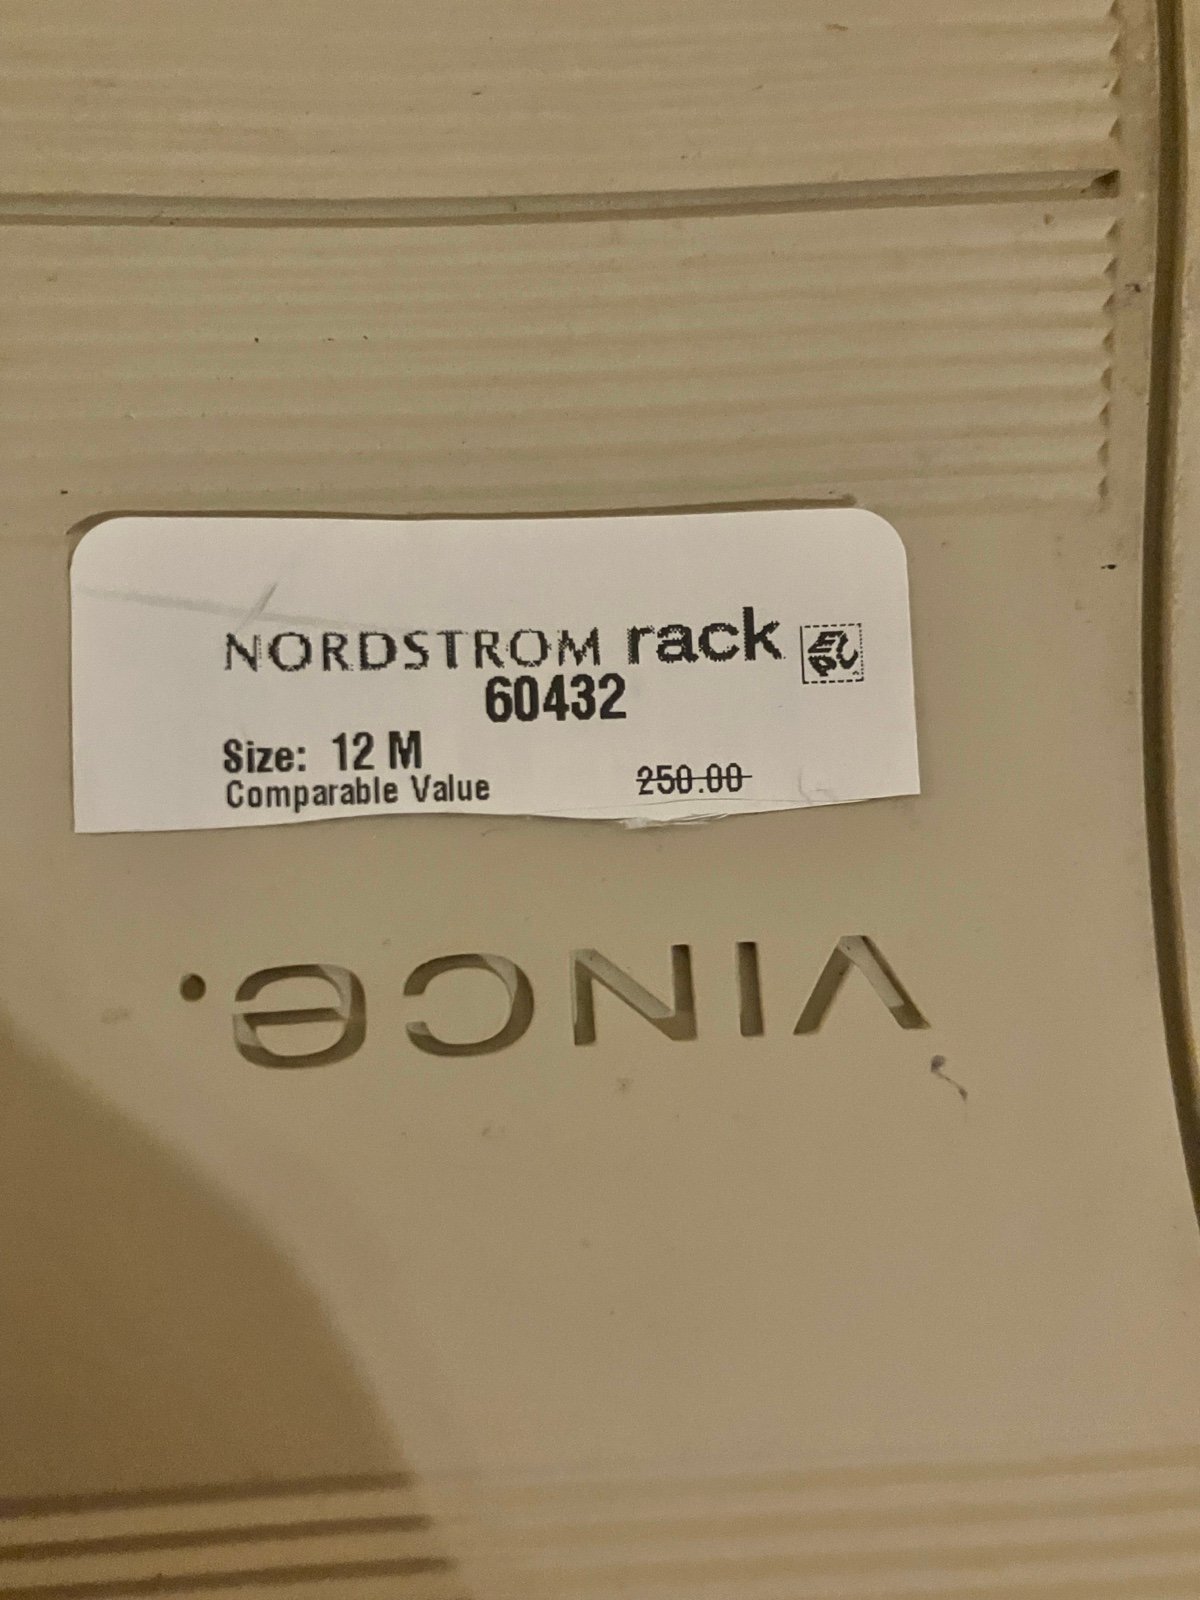 NORDSTROM rack
60432
Size: 12 M
Comparable Value 250.00
VINCE.